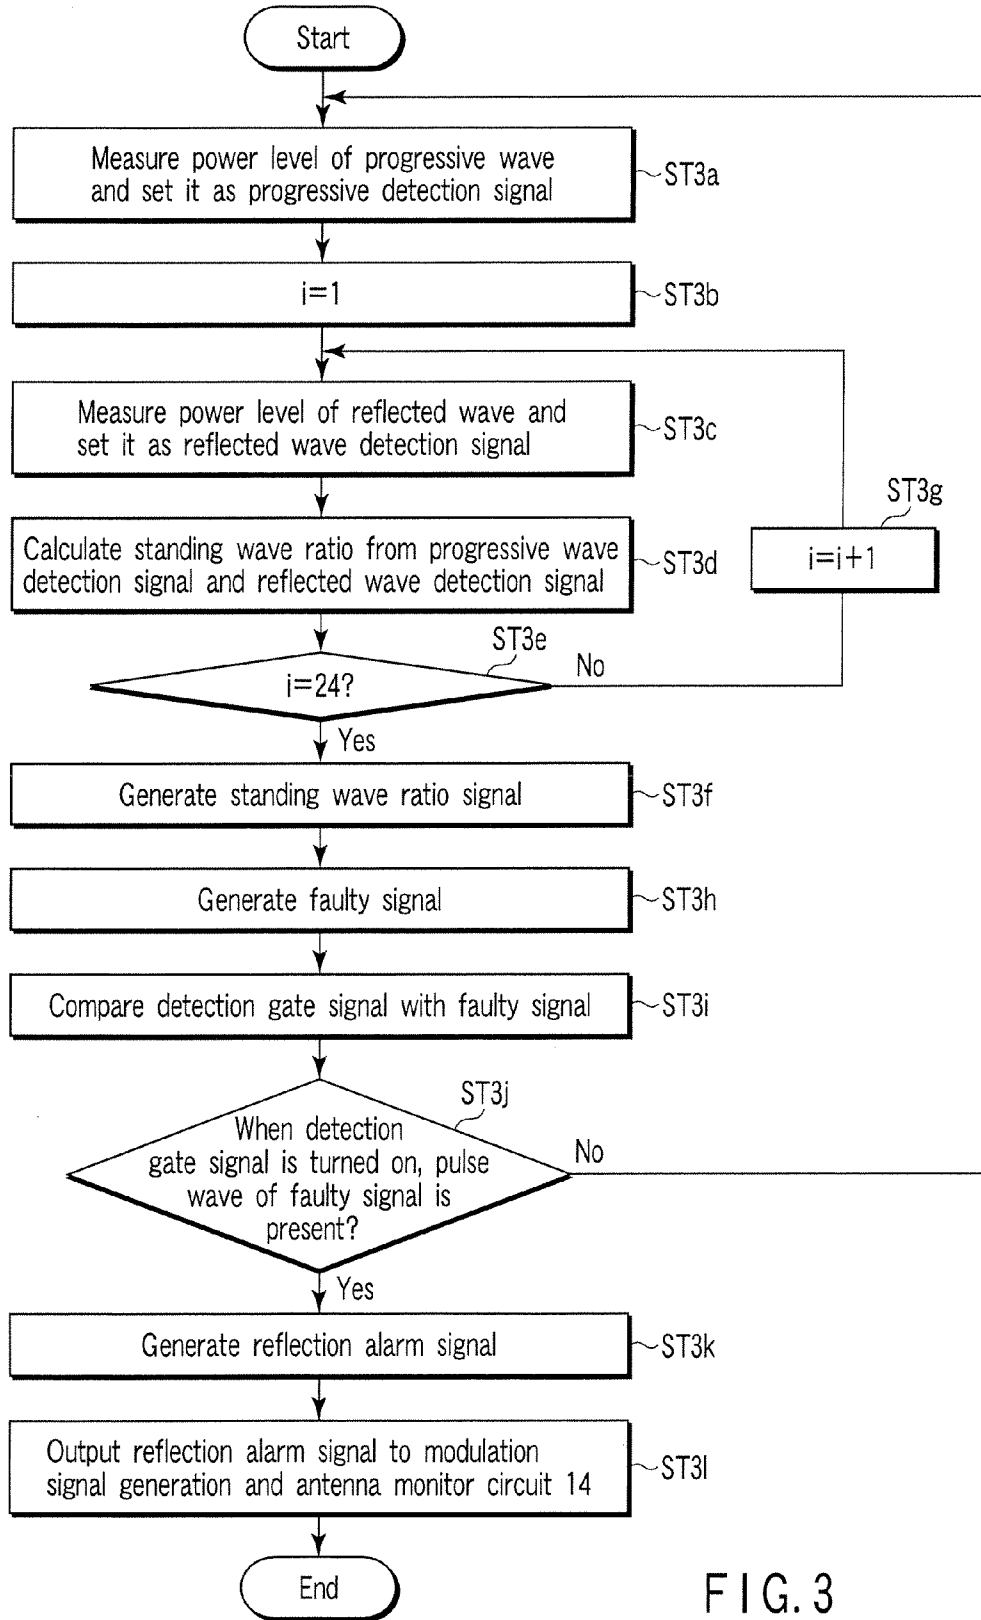 Start
Measure power level of progressive wave
and set it as progressive detection signal
ST3a
i=1
ST3b
Measure power level of reflected wave and
set it as reflected wave detection signal
ST3c
ST3g
i=i+1
Calculate standing wave ratio from progressive wave
detection signal and reflected wave detection signal
ST3d
ST3e
i=24?
No
Yes
Generate standing wave ratio signal
ST3f
Generate faulty signal
ST3h
Compare detection gate signal with faulty signal
ST3i
ST3j
When detection
gate signal is turned on, pulse
wave of faulty signal is
present?
No
Yes
Generate reflection alarm signal
ST3k
Output reflection alarm signal to modulation
signal generation and antenna monitor circuit 14
ST3l
End
FIG. 3